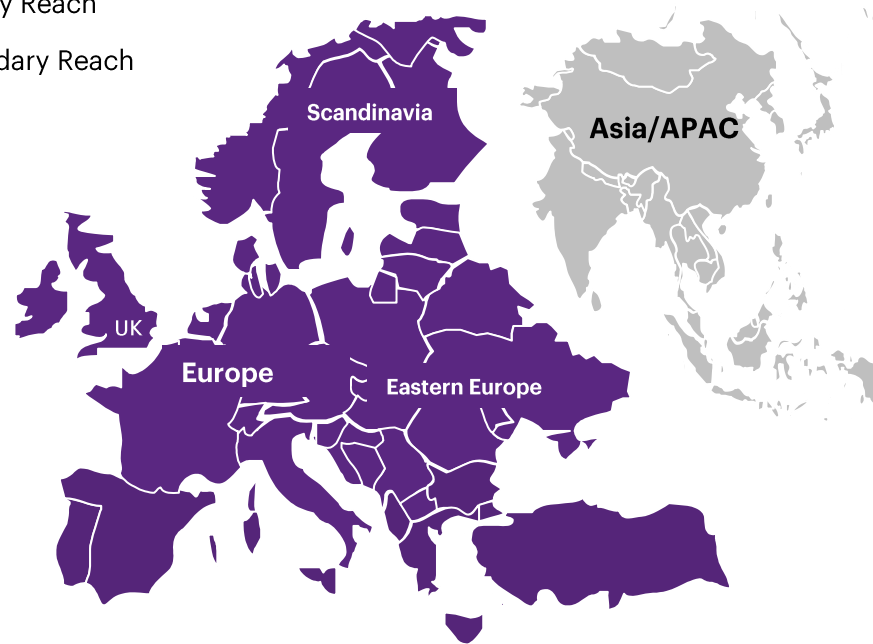 y Reach
dary Reach
Scandinavia
Asia/APAC
UK
Europe
Eastern Europe